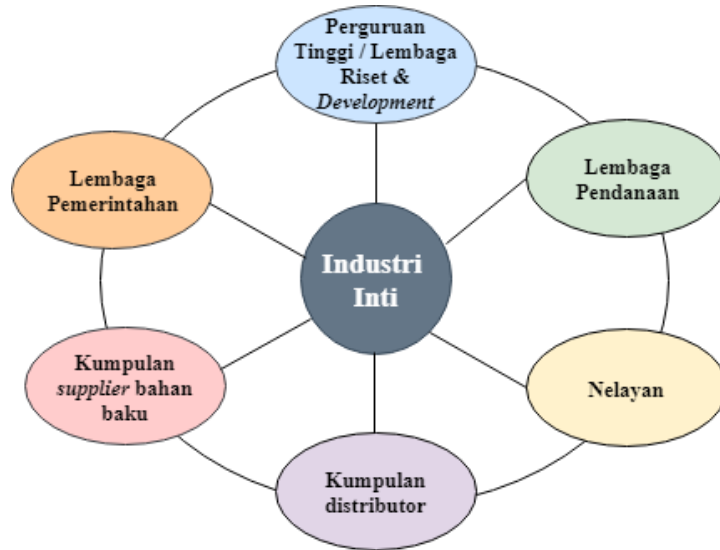 Perguruan
Tinggi / Lembaga
Riset &
Development
Lembaga
Pemerintahan
Lembaga
Pendanaan
Industri
Inti
Kumpulan
supplier bahan
baku
Nelayan
Kumpulan
distributor